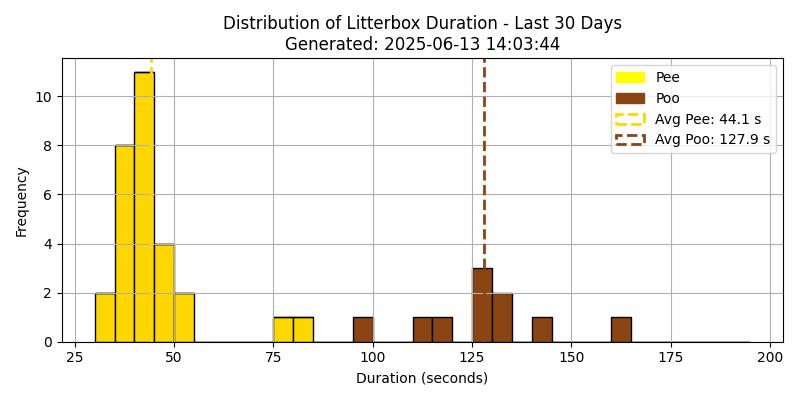 Distribution of Litterbox Duration - Last 30 Days
Generated: 2025-06-13 14:03:44
Pee
Poo
Avg Pee: 44.1 s
Avg Poo: 127.9 s
Frequency
10
8
6
4
2
0
25 50 75 100 125 150 175 200
Duration (seconds)